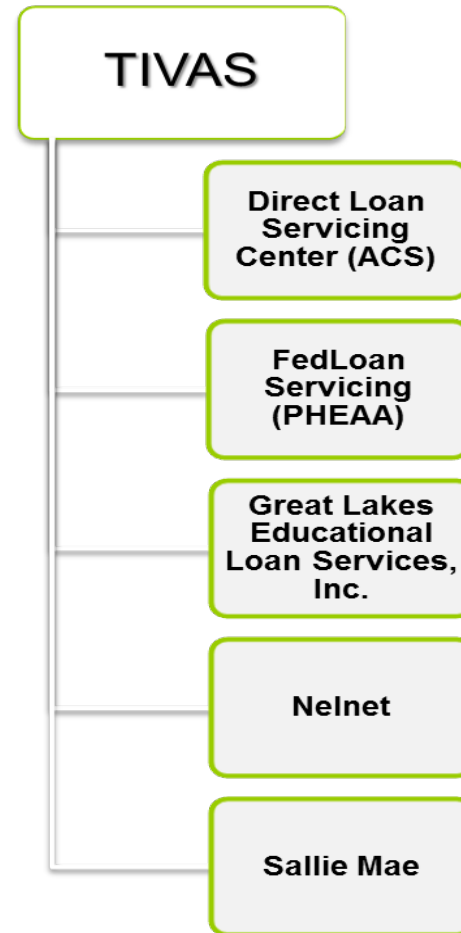 TIVAS
Direct Loan
Servicing
Center (ACS)
FedLoan
Servicing
(PHEAA)
Great Lakes
Educational
Loan Services,
Inc.
Nelnet
Sallie Mae